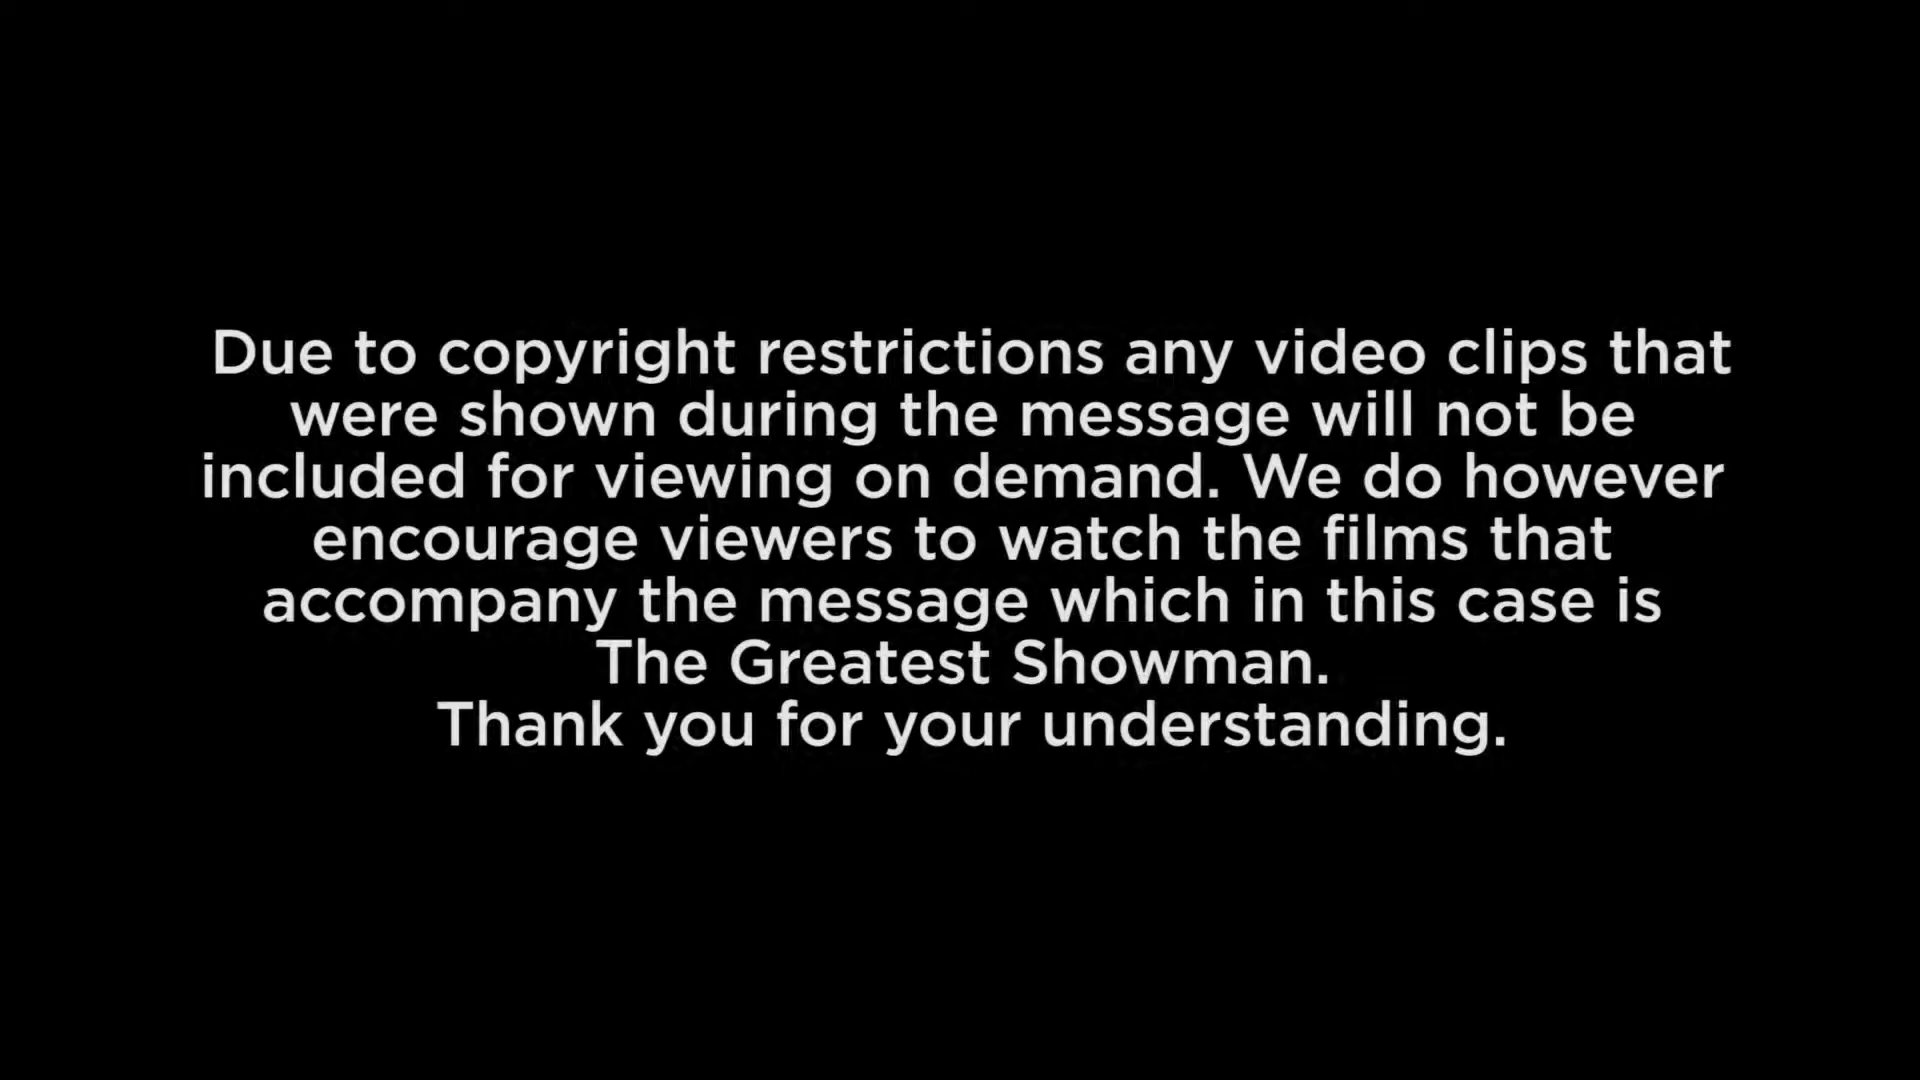 Due to copyright restrictions any video clips that
were shown during the message will not be
included for viewing on demand. We do however
encourage viewers to watch the films that
accompany the message which in this case is
The Greatest Showman.
Thank you for your understanding.